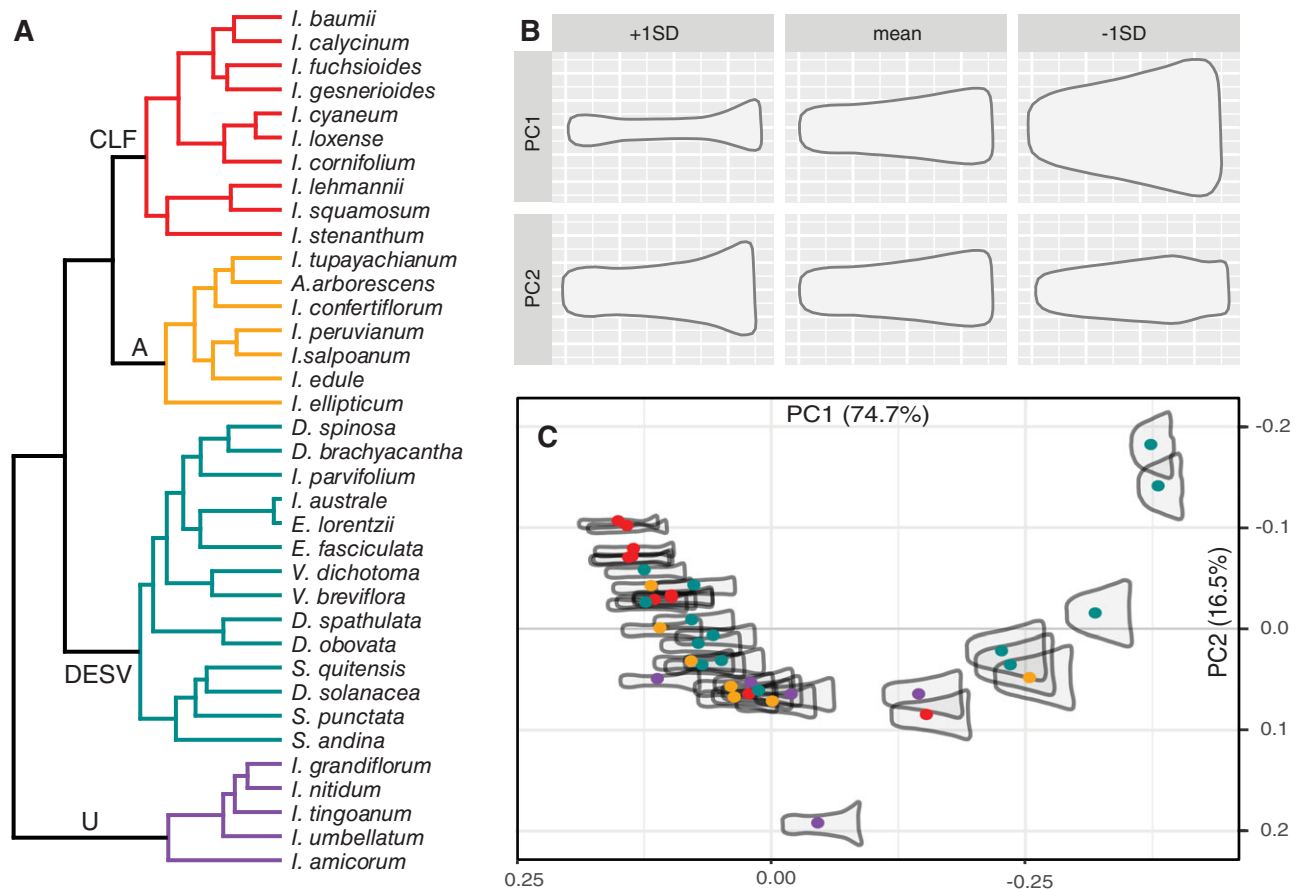 A
CLF
A
DESV
U
I. baumii
I. calycinum
I. fuchsioides
I. gesnerioides
I. cyaneum
I. loxense
I. cornifolium
I. lehmannii
I. squamosum
I. stenanthum
I. tupayachianum
A.arborescens
I. confertiflorum
I. peruvianum
I.salpoanum
I. edule
I. ellipticum
D. spinosa
D. brachyacantha
I. parvifolium
I. australe
E. lorentzii
E. fasciculata
V. dichotoma
V. breviflora
D. spathulata
D. obovata
S. quitensis
D. solanacea
S. punctata
S. andina
I. grandiflorum
I. nitidum
I. tingoanum
I. umbellatum
I. amicorum
B
+1SD mean -1SD
PC1
PC2
C
PC1 (74.7%)
PC2 (16.5%)
-0.2
-0.1
0.0
0.1
0.2
0.25 0.00 -0.25